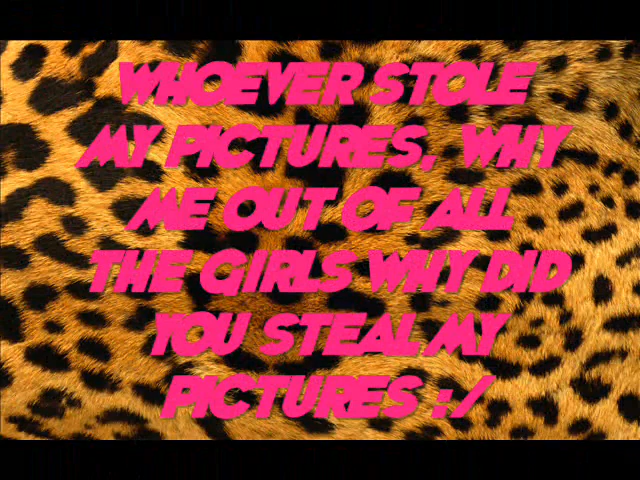 WHOEVER STOLE
MY PICTURES, WHY
ME OUT OF ALL
THE GIRLS WHY DID
YOU STEAL MY
PICTURES :/